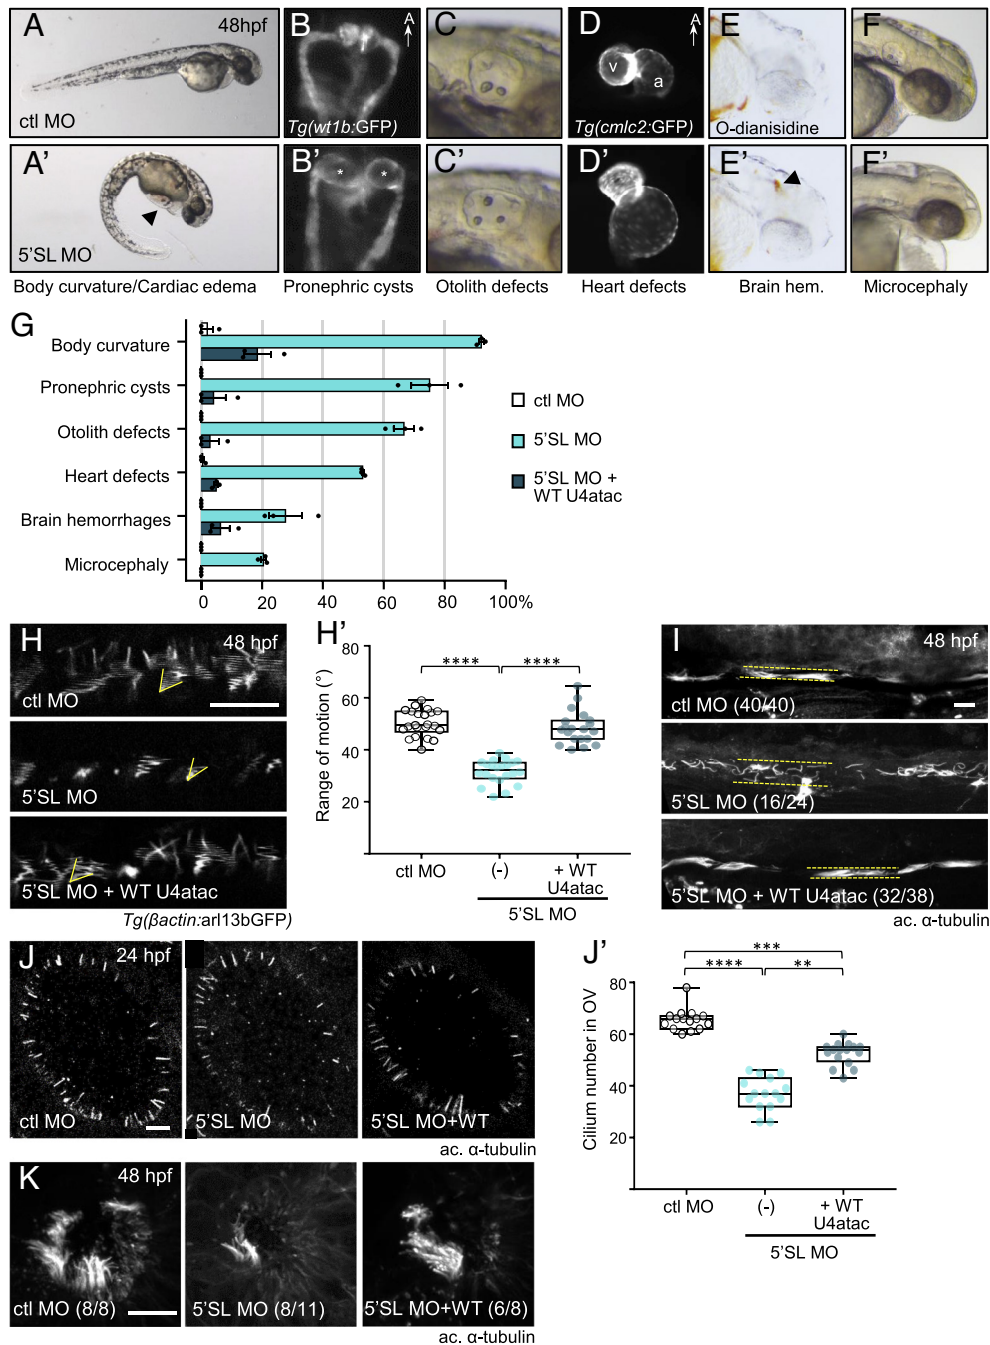 A
48hpf
ctl MO
B
A
Tg(wt1b:GFP)
C
D
A
v
a
Tg(cmlc2:GFP)
E
O-dianisidine
F
A’
5’SL MO
B’
* *
C’
D’
E’
F’
Body curvature/Cardiac edema
Pronephric cysts
Otolith defects
Heart defects
Brain hem.
Microcephaly
G
Body curvature
Pronephric cysts
Otolith defects
Heart defects
Brain hemorrhages
Microcephaly
0 20 40 60 80 100%
ctl MO
5’SL MO
5’SL MO +
WT U4atac
H
48 hpf
ctl MO
5’SL MO
5’SL MO + WT U4atac
Tg(βactin:arl13bGFP)
H’
Range of motion (°)
80
60
40
20
**** ****
ctl MO
(-)
+ WT
U4atac
5’SL MO
I
48 hpf
ctl MO (40/40)
5’SL MO (16/24)
5’SL MO + WT U4atac (32/38)
ac. α-tubulin
J
24 hpf
ctl MO
5’SL MO
5’SL MO+WT
ac. α-tubulin
J’
Cilium number in OV
80
60
40
20
***
**** **
ctl MO
(-)
+ WT
U4atac
5’SL MO
K
48 hpf
ctl MO (8/8)
5’SL MO (8/11)
5’SL MO+WT (6/8)
ac. α-tubulin